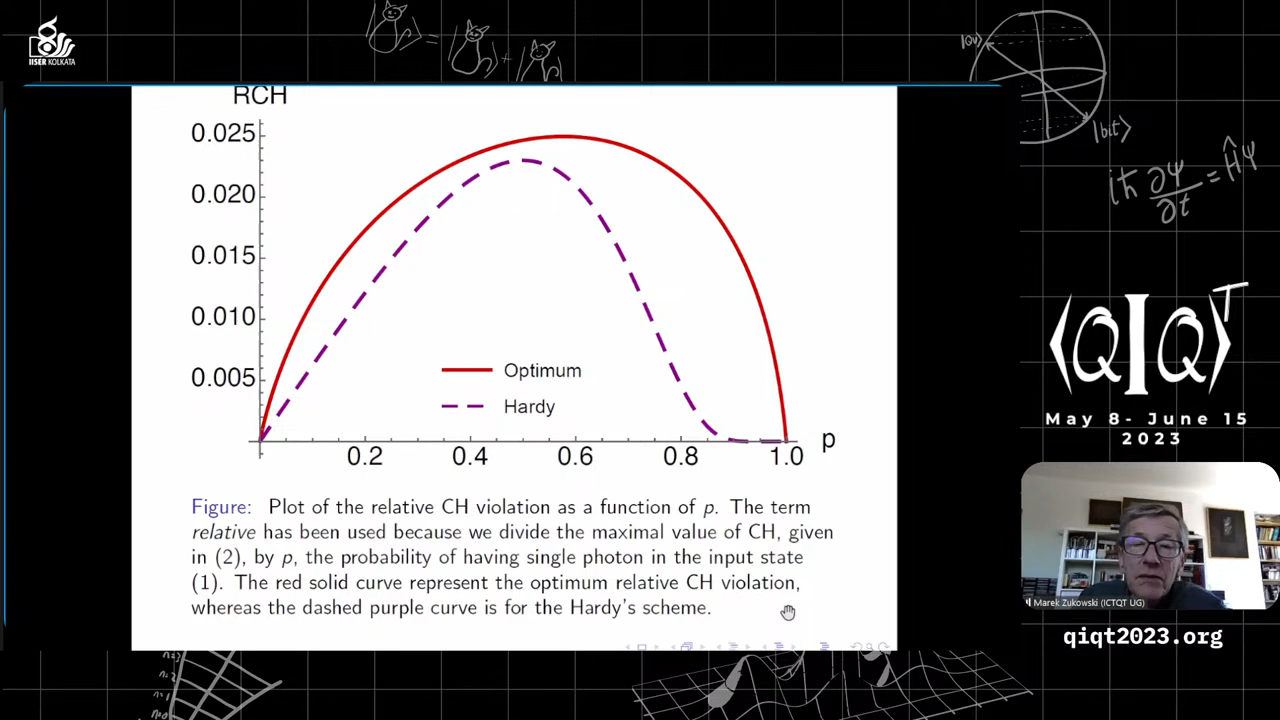 IISER KOLKATA
RCH
0.025
0.020
0.015
0.010
0.005
Optimum
Hardy
0.2 0.4 0.6 0.8 1.0 p
Figure: Plot of the relative CH violation as a function of p. The term
relative has been used because we divide the maximal value of CH, given
in (2), by p, the probability of having single photon in the input state
(1). The red solid curve represent the optimum relative CH violation,
whereas the dashed purple curve is for the Hardy's scheme.
|bit⟩
iℏ ∂ψ/∂t = Ĥψ
⟨QIQ⟩T
May 8- June 15
2023
Marek Zukowski (ICTQT UG)
qiqt2023.org
n=2
n=1
n=0